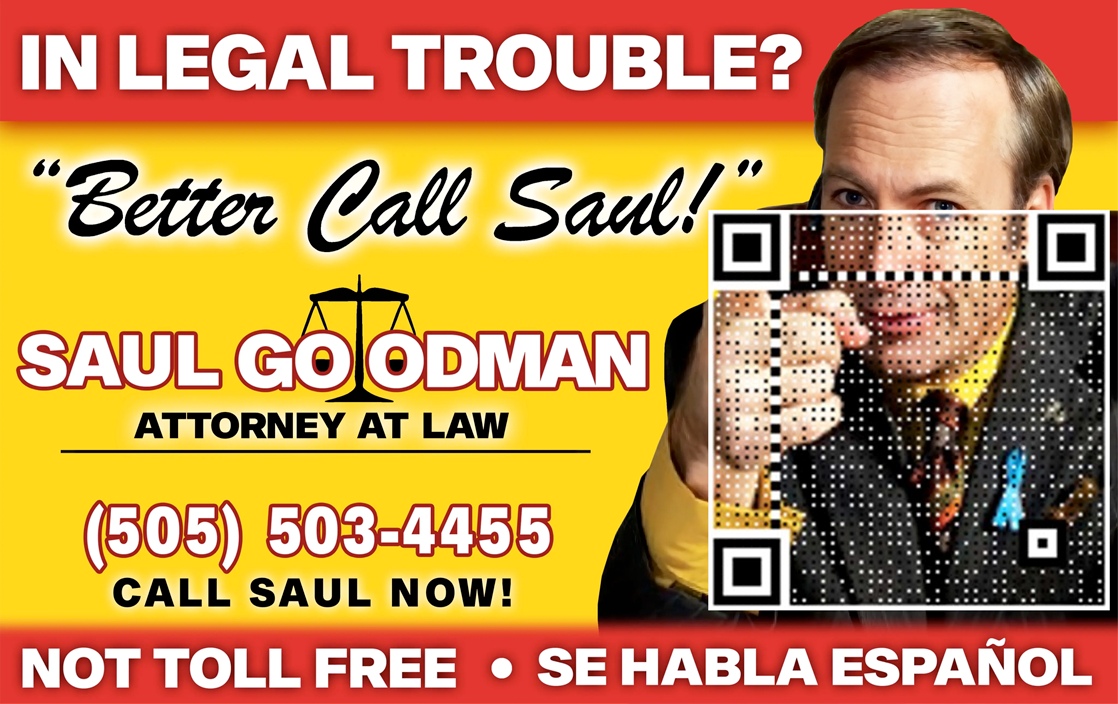 IN LEGAL TROUBLE?
“Better Call Saul!”
SAUL GOODMAN
ATTORNEY AT LAW
(505) 503-4455
CALL SAUL NOW!
NOT TOLL FREE • SE HABLA ESPAÑOL